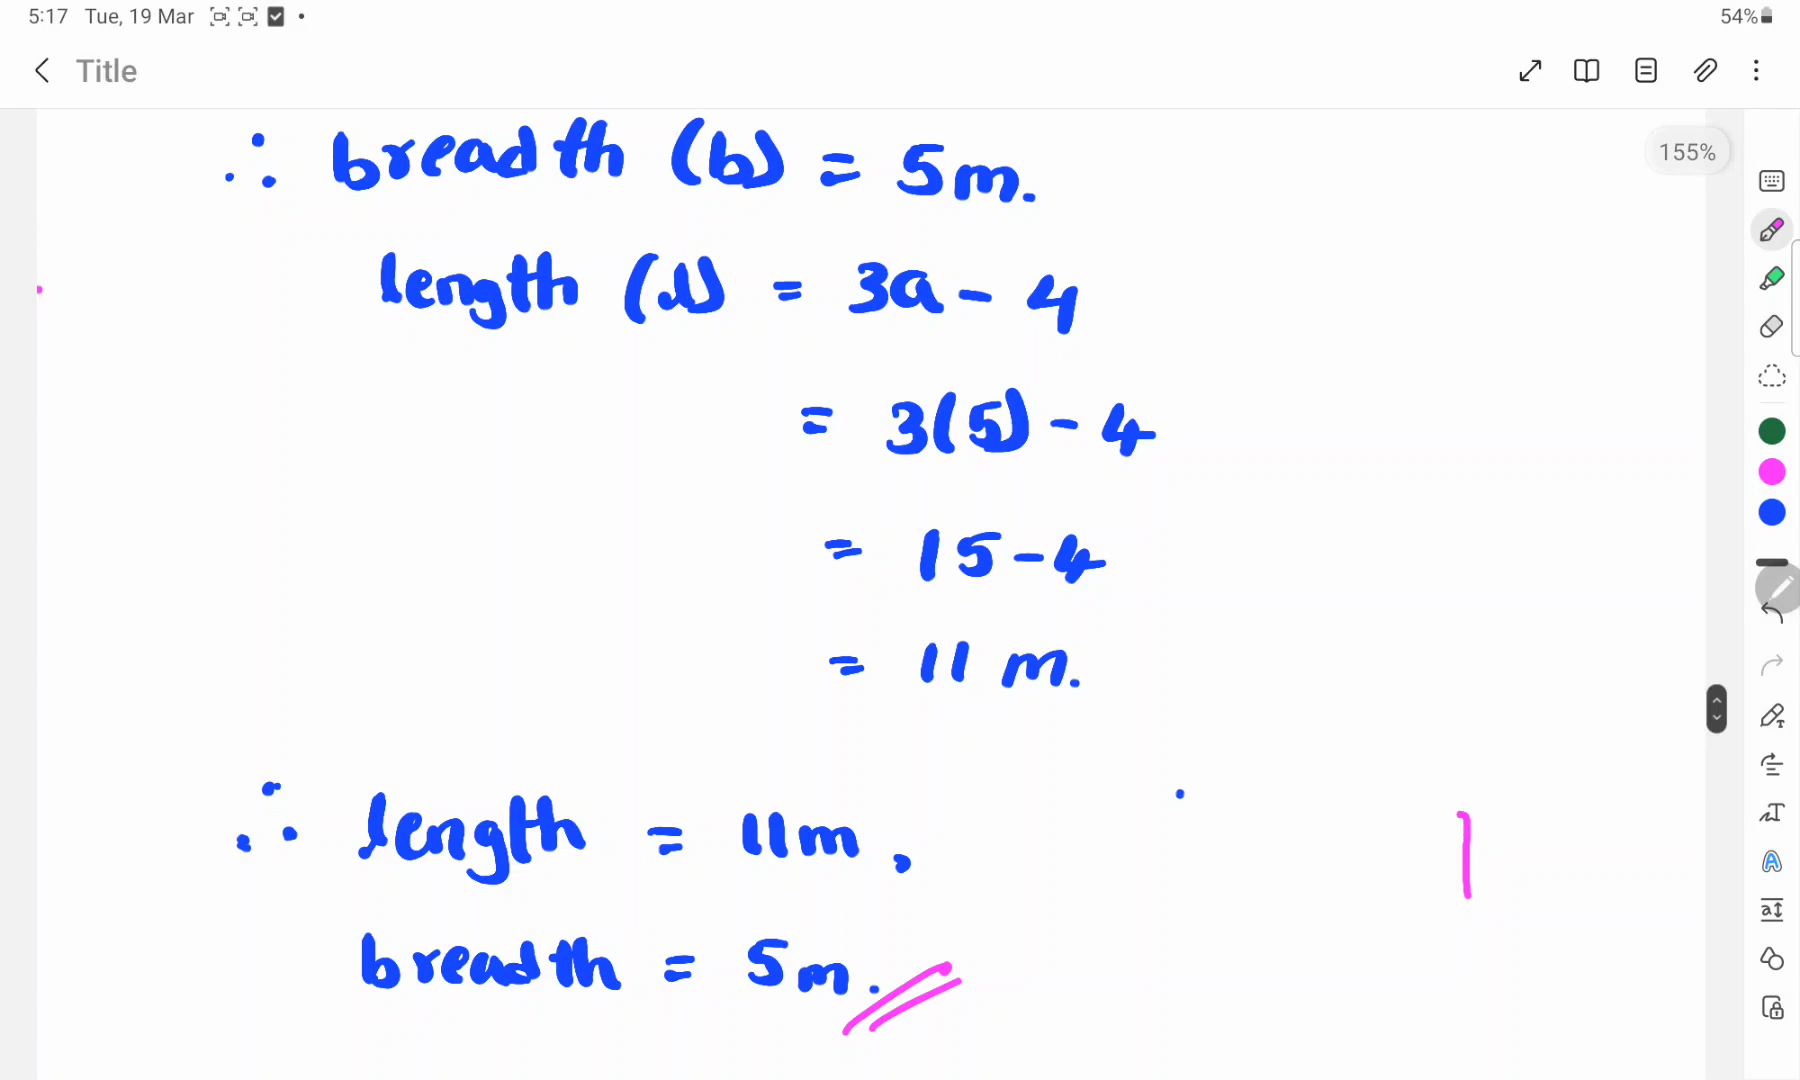 5:17 Tue, 19 Mar 54%
Title
155%
∴ breadth (b) = 5m.
length (l) = 3a - 4
= 3(5) - 4
= 15 - 4
= 11 m.
∴ length = 11m,
breadth = 5m.